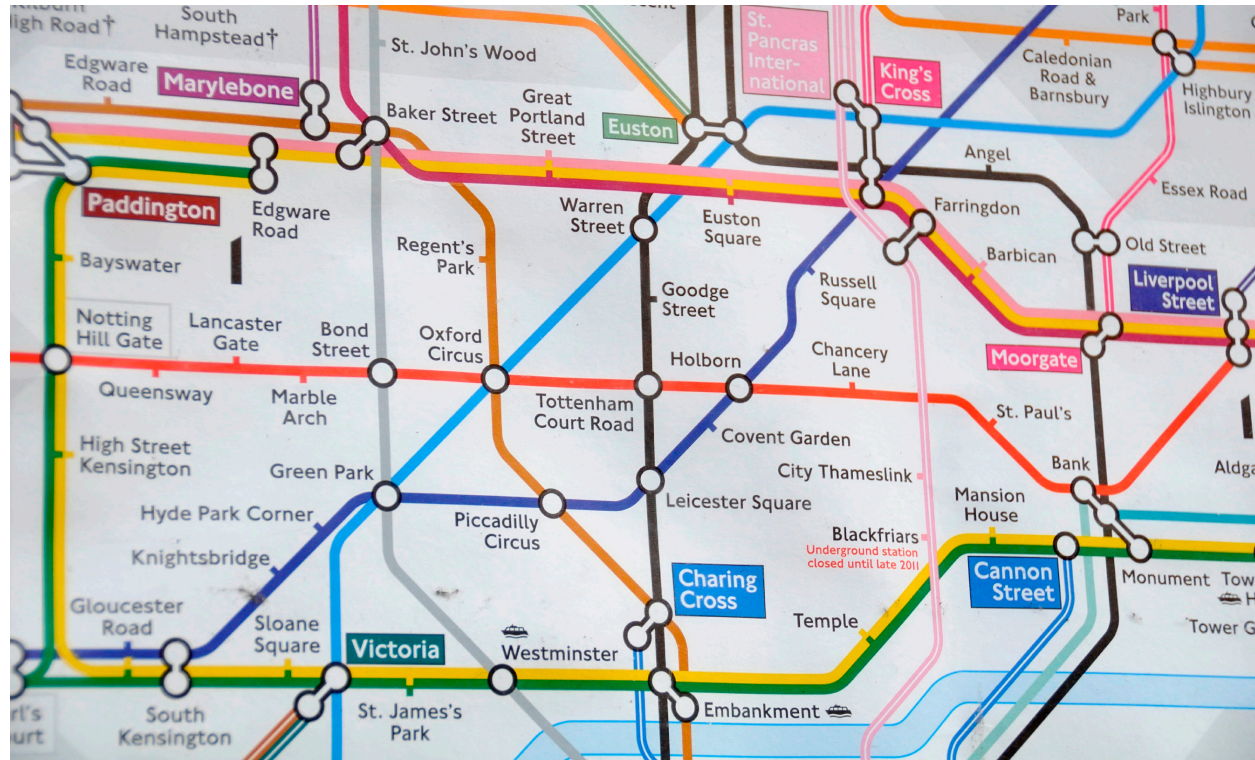 High Road†
South
Hampstead†
St. John's Wood
Edgware
Road
Marylebone
Baker Street
Great
Portland
Street
Euston
St.
Pancras
Inter-
national
King's
Cross
Park
Caledonian
Road &
Barnsbury
Highbury
Islington
Angel
Essex Road
Paddington
Edgware
Road
Warren
Street
Euston
Square
Farringdon
Barbican
Old Street
Liverpool
Street
Bayswater
Regent's
Park
Goodge
Street
Russell
Square
Notting
Hill Gate
Lancaster
Gate
Bond
Street
Oxford
Circus
Holborn
Chancery
Lane
Moorgate
Queensway
Marble
Arch
Tottenham
Court Road
St. Paul's
High Street
Kensington
Covent Garden
Green Park
City Thameslink
Bank
Hyde Park Corner
Piccadilly
Circus
Leicester Square
Mansion
House
Knightsbridge
Blackfriars
Underground station
closed until late 2011
Charing
Cross
Cannon
Street
Monument
Gloucester
Road
Sloane
Square
Victoria
Westminster
Temple
Tower G
South
Kensington
St. James's
Park
Embankment